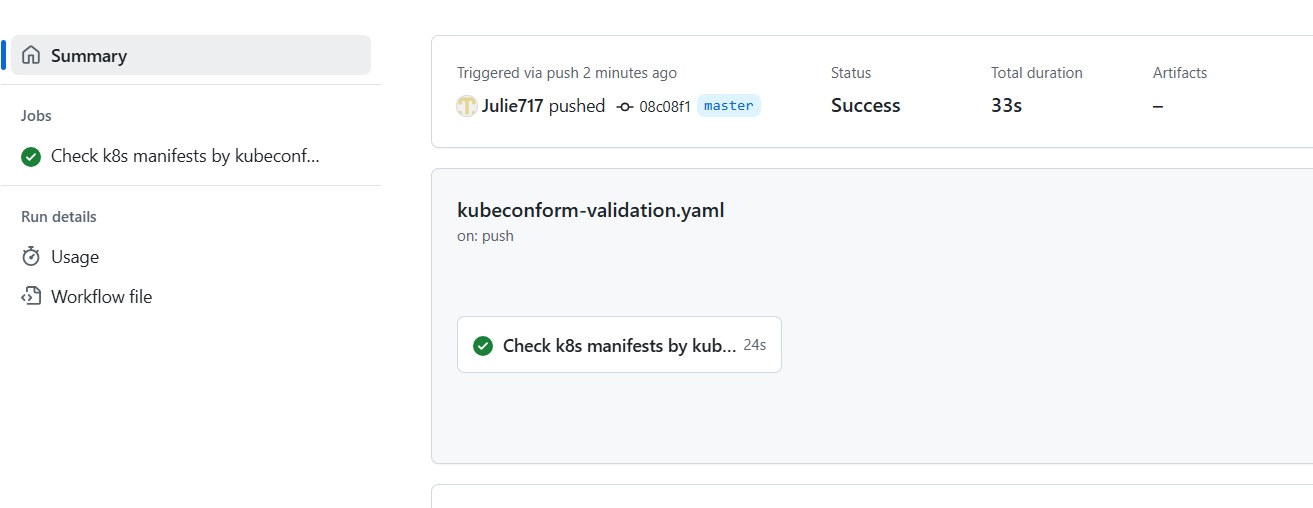 Summary
Jobs
Check k8s manifests by kubeconf...
Run details
Usage
Workflow file
Triggered via push 2 minutes ago
Julie717 pushed 08c08f1 master
Status
Success
Total duration
33s
Artifacts
–
kubeconform-validation.yaml
on: push
Check k8s manifests by kub... 24s